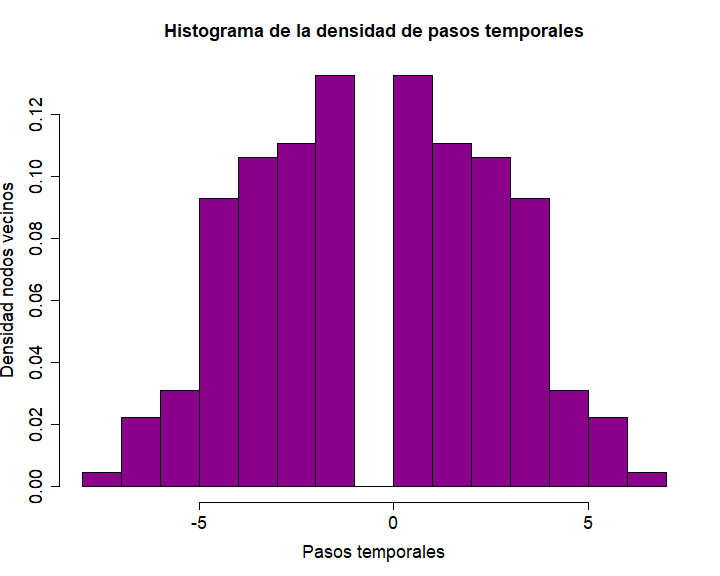 Histograma de la densidad de pasos temporales
Densidad nodos vecinos
0.12
0.10
0.08
0.06
0.04
0.02
0.00
-5 0 5
Pasos temporales